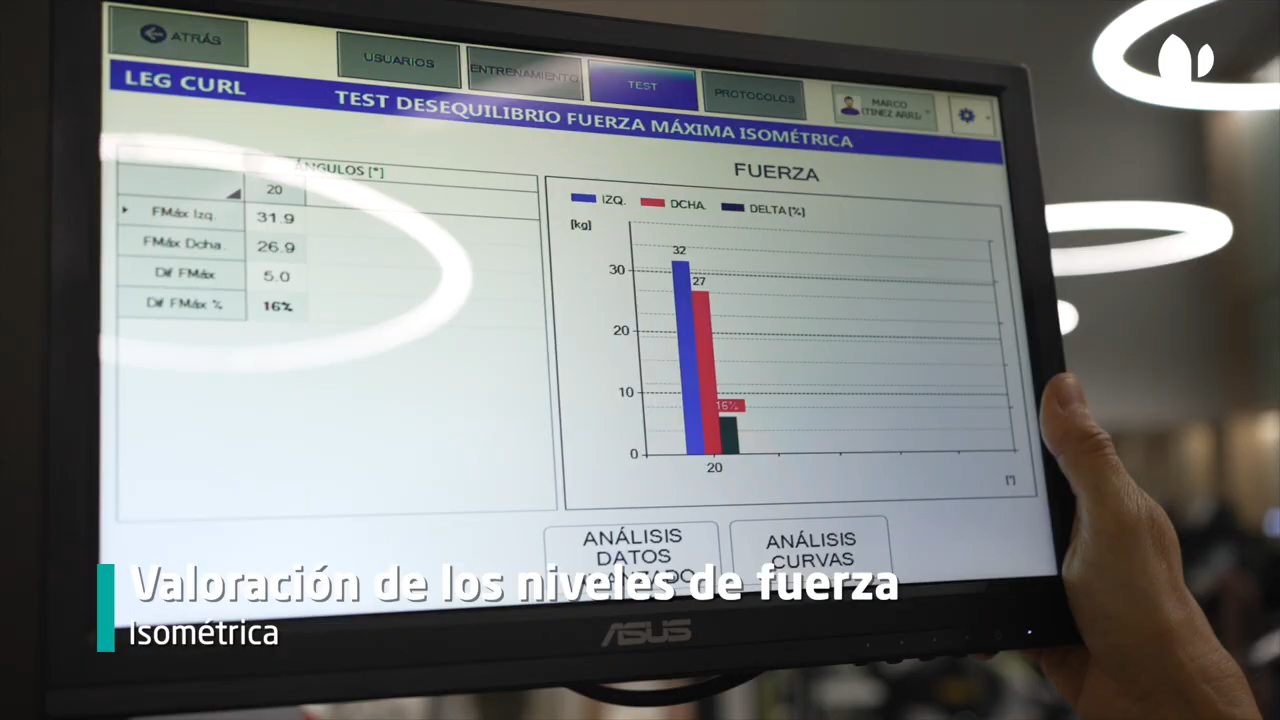 ATRÁS
USUARIOS
ENTRENAMIENTO
TEST
PROTOCOLOS
MARCO
LEG CURL
TEST DESEQUILIBRIO FUERZA MÁXIMA ISOMÉTRICA
ÁNGULOS [°]
20
FMáx Izq. 31.9
FMáx Dcha. 26.9
Dif FMáx 5.0
Dif FMáx % 16%
FUERZA
IZQ. DCHA. DELTA [%]
[kg]
32
30
27
20
10
16%
0
20
[°]
ANÁLISIS
DATOS
ANÁLISIS
CURVAS
Valoración de los niveles de fuerza
Isométrica
ASUS